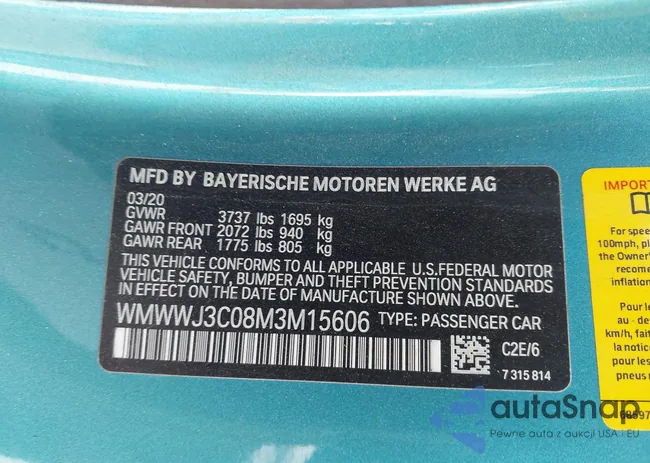 MFD BY BAYERISCHE MOTOREN WERKE AG
03/20
GVWR 3737 lbs 1695 kg
GAWR FRONT 2072 lbs 940 kg
GAWR REAR 1775 lbs 805 kg
THIS VEHICLE CONFORMS TO ALL APPLICABLE U.S.FEDERAL MOTOR
VEHICLE SAFETY, BUMPER, AND THEFT PREVENTION STANDARDS
IN EFFECT ON THE DATE OF MANUFACTURE SHOWN ABOVE.
WMWWJ3C08M3M15606 TYPE: PASSENGER CAR
C2E/6
7 315 814
IMPORT
For spee
100mph, pl
the Owner'
recome
inflation
Pour le
km/h, fait
la notice
pour les
pneus
autaSnap
Pewne auta z aukcji USA i EU